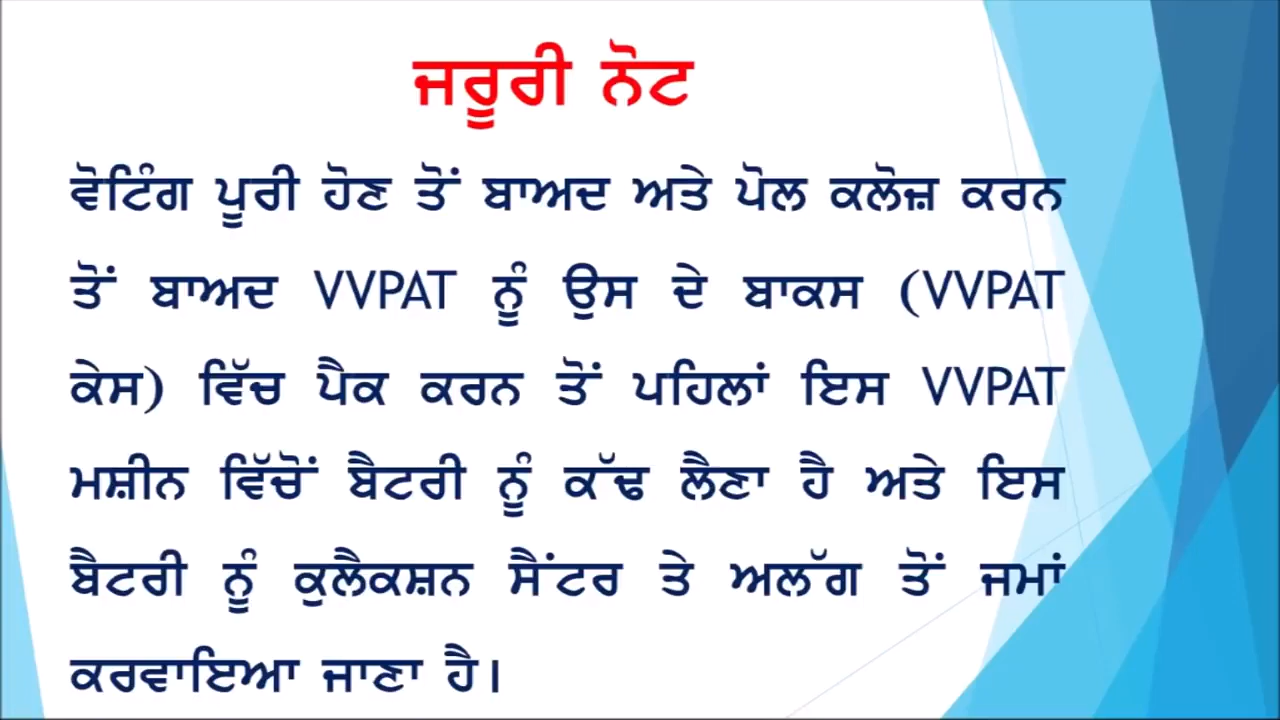 ਜਰੂਰੀ ਨੋਟ
ਵੋਟਿੰਗ ਪੂਰੀ ਹੋਣ ਤੋਂ ਬਾਅਦ ਅਤੇ ਪੋਲ ਕਲੋਜ਼ ਕਰਨ
ਤੋਂ ਬਾਅਦ VVPAT ਨੂੰ ਉਸ ਦੇ ਬਾਕਸ (VVPAT
ਕੇਸ) ਵਿੱਚ ਪੈਕ ਕਰਨ ਤੋਂ ਪਹਿਲਾਂ ਇਸ VVPAT
ਮਸ਼ੀਨ ਵਿੱਚੋਂ ਬੈਟਰੀ ਨੂੰ ਕੱਢ ਲੈਣਾ ਹੈ ਅਤੇ ਇਸ
ਬੈਟਰੀ ਨੂੰ ਕੁਲੈਕਸ਼ਨ ਸੈਂਟਰ ਤੇ ਅਲੱਗ ਤੋਂ ਜਮਾਂ
ਕਰਵਾਇਆ ਜਾਣਾ ਹੈ।